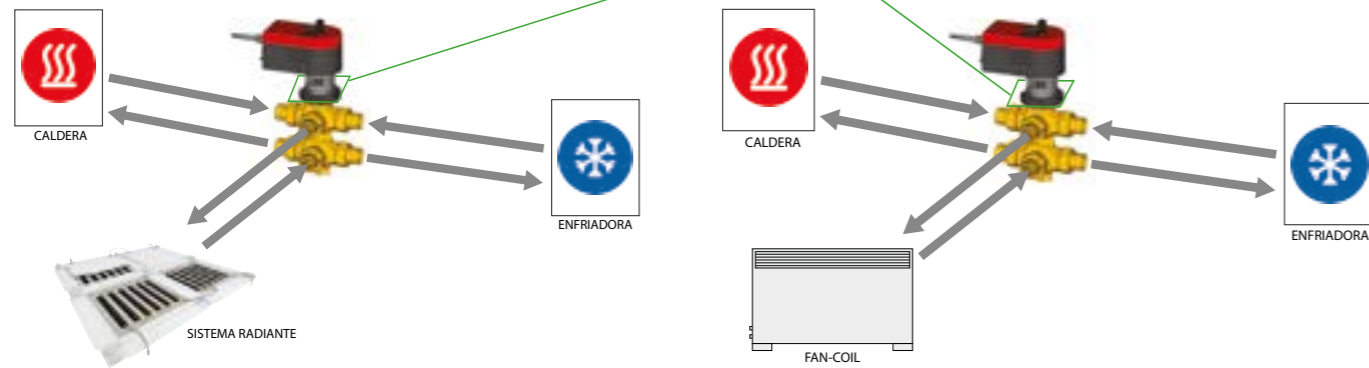 CALDERA
ENFRIADORA
SISTEMA RADIANTE
CALDERA
ENFRIADORA
FAN-COIL